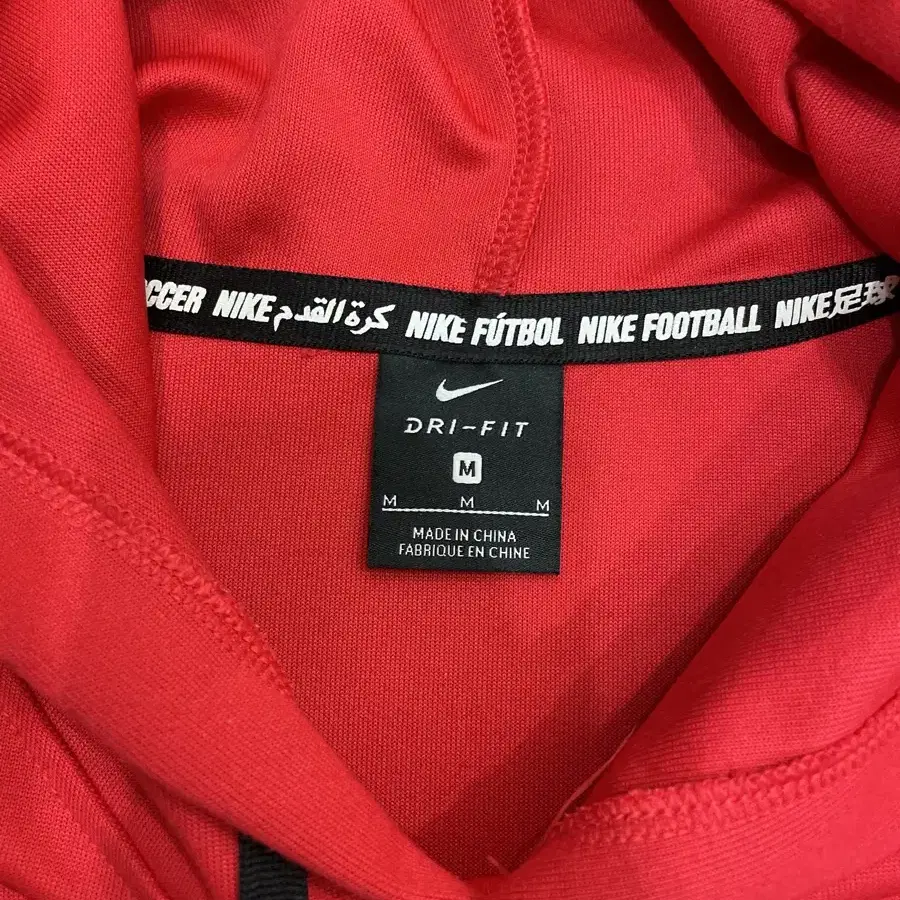 CCER NIKE كرة القدم NIKE FÚTBOL NIKE FOOTBALL NIKE足球
DRI-FIT
M
M M M
MADE IN CHINA
FABRIQUE EN CHINE